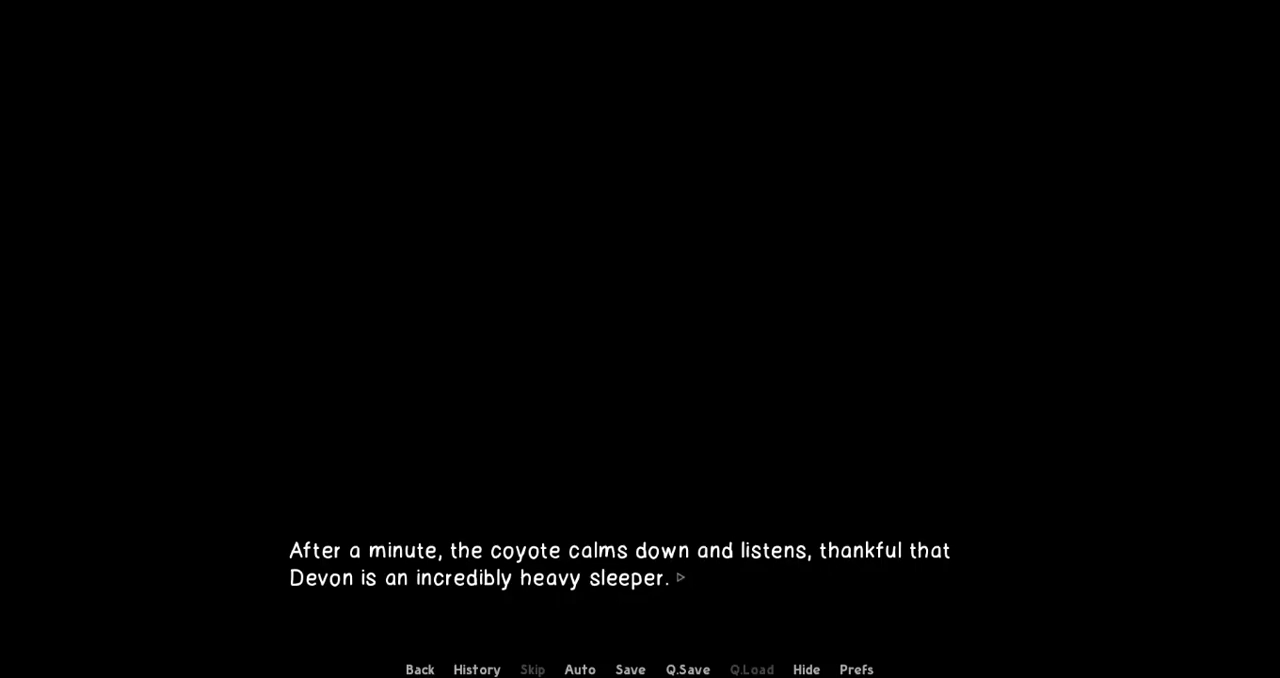 After a minute, the coyote calms down and listens, thankful that
Devon is an incredibly heavy sleeper.
Back History Skip Auto Save Q.Save Q.Load Hide Prefs